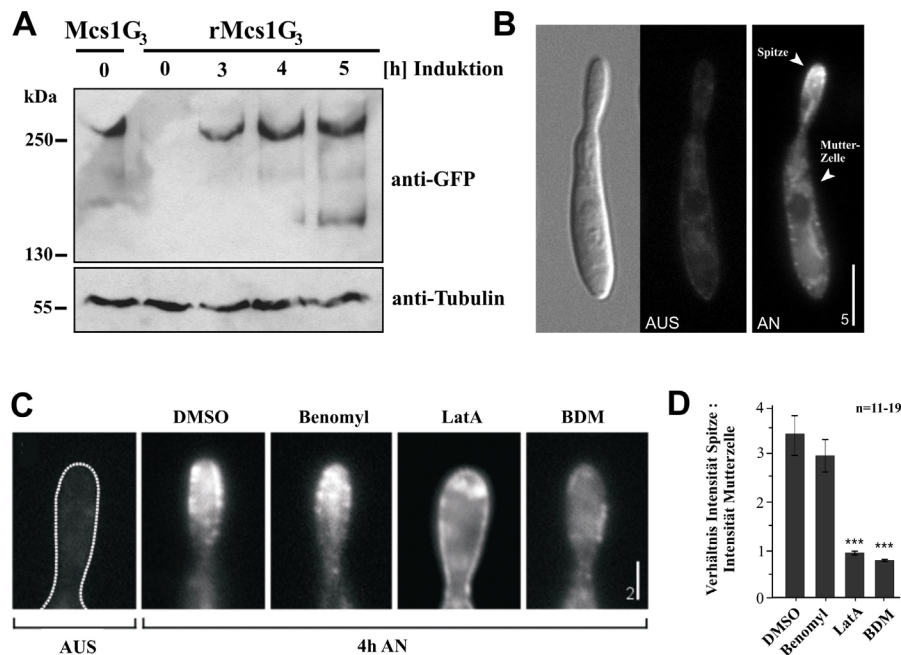 A
Mcs1G3 rMcs1G3
0 0 3 4 5 [h] Induktion
kDa
250
130
55
anti-GFP
anti-Tubulin
B
Spitze
Mutter-
Zelle
AUS
AN
5
C
DMSO Benomyl LatA BDM
2
AUS 4h AN
D
n=11-19
Verhältnis Intensität Spitze :
Intensität Mutterzelle
4
3
2
1
0
*** ***
DMSO
Benomyl
LatA
BDM